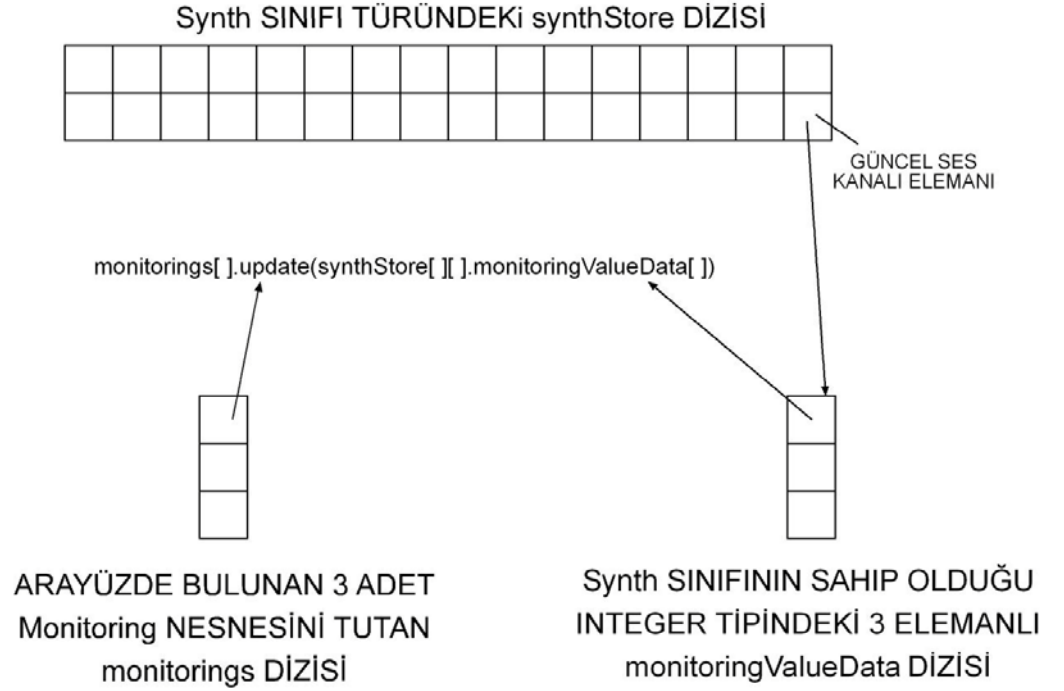 Synth SINIFI TÜRÜNDEKi synthStore DİZİSİ
GÜNCEL SES
KANALI ELEMANI
monitorings[ ].update(synthStore[ ][ ].monitoringValueData[ ])
ARAYÜZDE BULUNAN 3 ADET
Monitoring NESNESİNİ TUTAN
monitorings DİZİSİ
Synth SINIFININ SAHIP OLDUĞU
INTEGER TİPİNDEKİ 3 ELEMANLI
monitoringValueData DİZİSİ